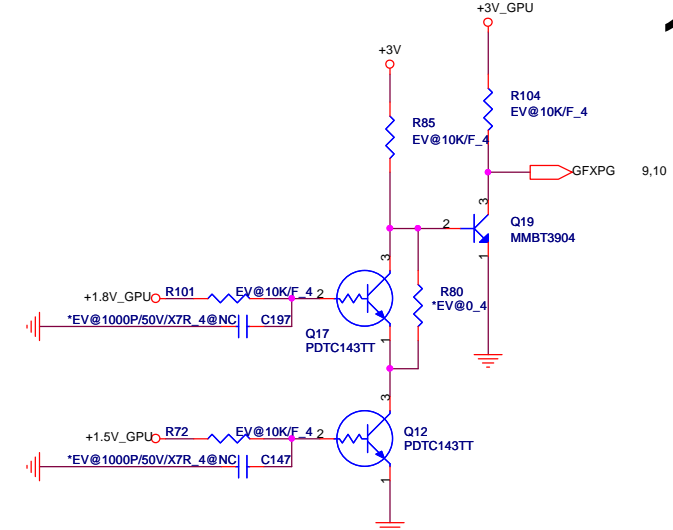 +3V_GPU
+3V
R104
EV@10K/F_4
R85
EV@10K/F_4
GFXPG 9,10
3
2
Q19
MMBT3904
1
3
R80
*EV@0_4
+1.8V_GPU R101 EV@10K/F_4 2
*EV@1000P/50V/X7R_4@NC C197
Q17
PDTC143TT
1
3
+1.5V_GPU R72 EV@10K/F_4 2
Q12
PDTC143TT
*EV@1000P/50V/X7R_4@NC C147
1